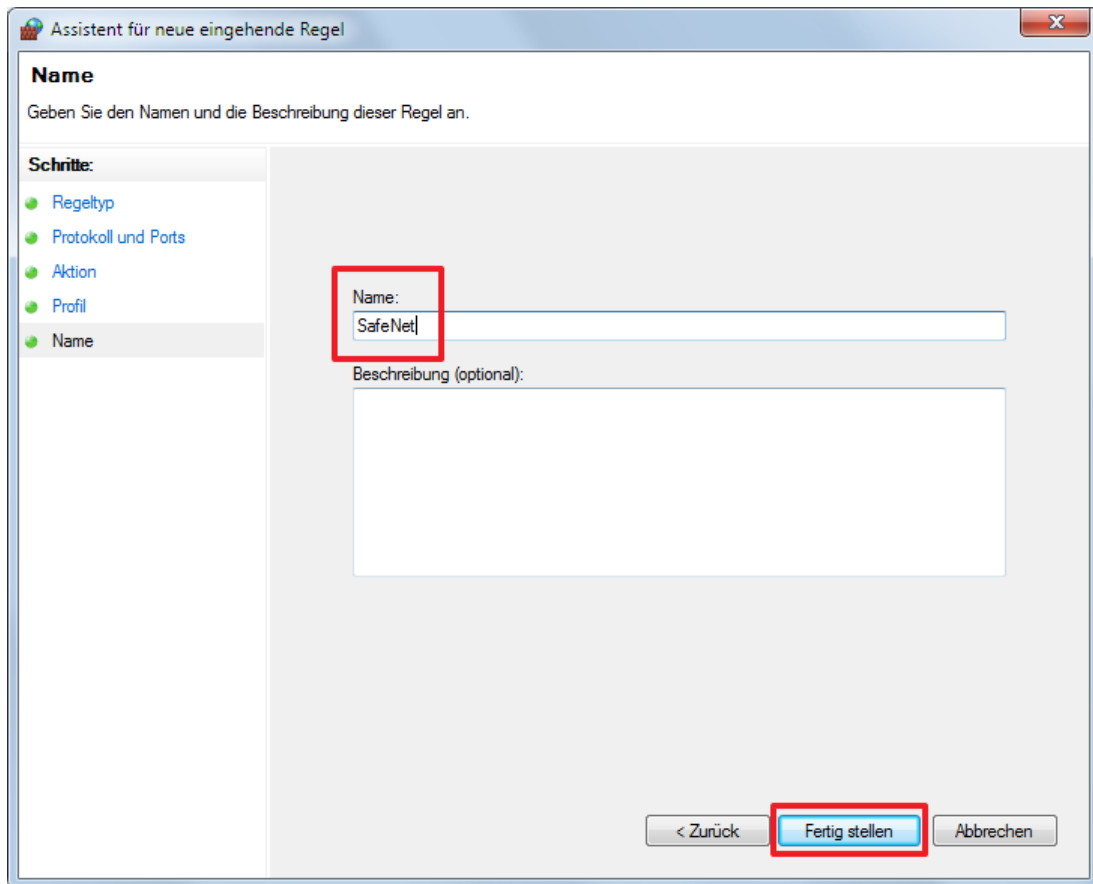 Assistent für neue eingehende Regel
Name
Geben Sie den Namen und die Beschreibung dieser Regel an.
Schritte:
Regeltyp
Protokoll und Ports
Aktion
Profil
Name
Name:
SafeNet
Beschreibung (optional):
< Zurück
Fertig stellen
Abbrechen